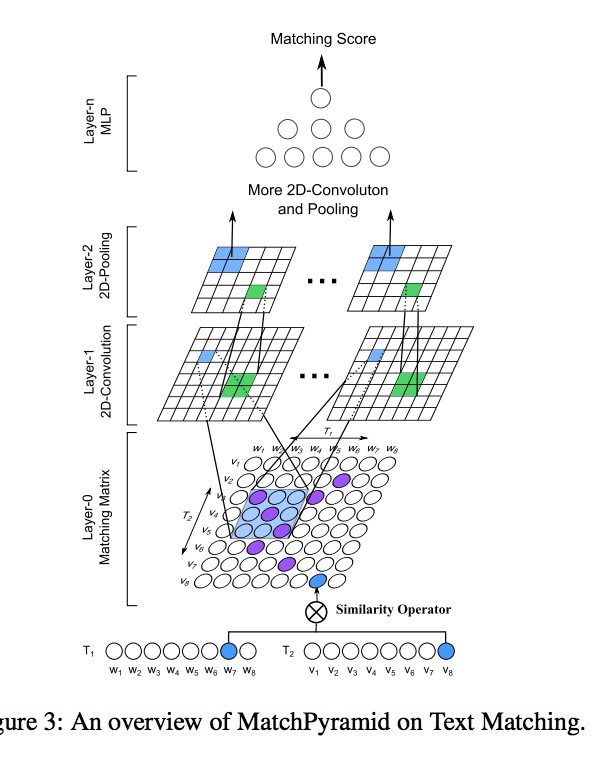 Matching Score
Layer-n
MLP
More 2D-Convoluton
and Pooling
Layer-2
2D-Pooling
...
Layer-1
2D-Convolution
...
Layer-0
Matching Matrix
T1
w1 w2 w3 w4 w5 w6 w7 w8
T2
v1
v2
v3
v4
v5
v6
v7
v8
Similarity Operator
T1
w1 w2 w3 w4 w5 w6 w7 w8
T2
v1 v2 v3 v4 v5 v6 v7 v8
gure 3: An overview of MatchPyramid on Text Matching.